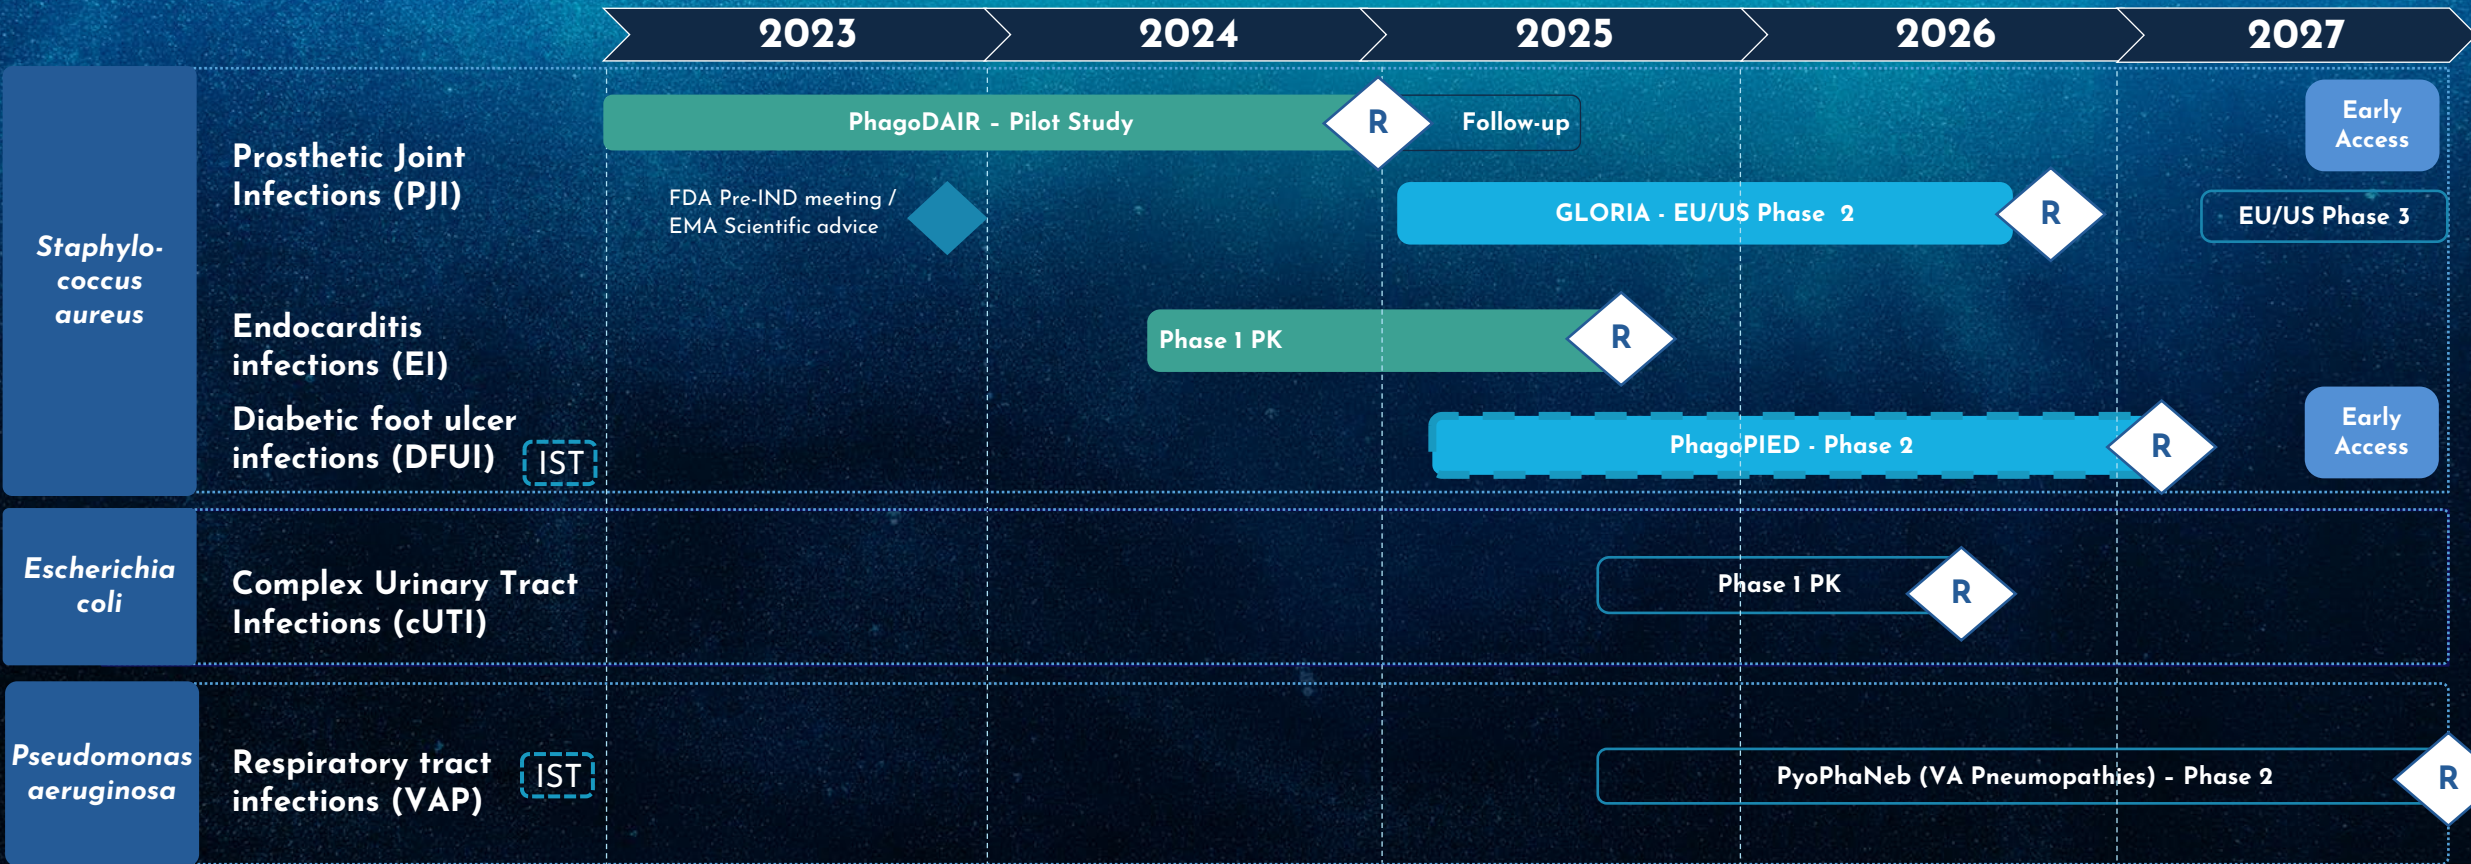 2023
2024
2025
2026
2027
Staphylo-
coccus
aureus
Prosthetic Joint
Infections (PJI)
PhagoDAIR – Pilot Study
R
Follow-up
Early
Access
FDA Pre-IND meeting /
EMA Scientific advice
GLORIA - EU/US Phase 2
R
EU/US Phase 3
Endocarditis
infections (EI)
Phase 1 PK
R
Diabetic foot ulcer
infections (DFUI)
IST
PhagoPIED - Phase 2
R
Early
Access
Escherichia
coli
Complex Urinary Tract
Infections (cUTI)
Phase 1 PK
R
Pseudomonas
aeruginosa
Respiratory tract
infections (VAP)
IST
PyoPhaNeb (VA Pneumopathies) – Phase 2
R